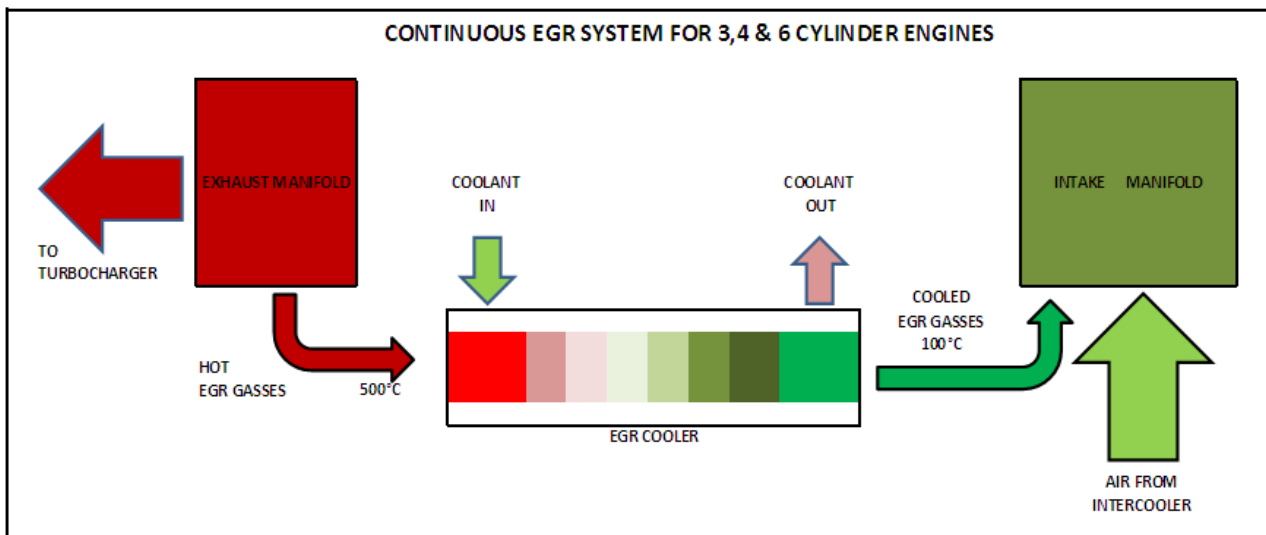 CONTINUOUS EGR SYSTEM FOR 3,4 & 6 CYLINDER ENGINES
EXHAUST MANIFOLD
COOLANT
IN
COOLANT
OUT
INTAKE MANIFOLD
TO
TURBOCHARGER
HOT
EGR GASSES
500°C
COOLED
EGR GASSES
100°C
EGR COOLER
AIR FROM
INTERCOOLER